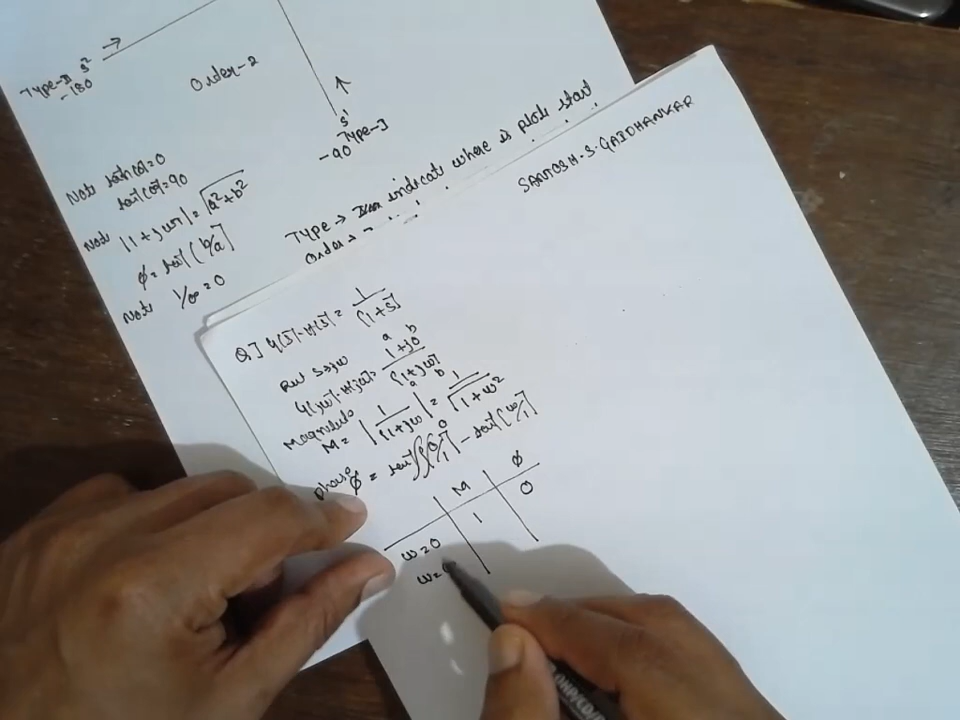 Type-II s²
-180
Order-2
s¹
Type-I
-90
Note tan⁻¹(0)=0
tan⁻¹(∞)=90
Note |1+jω|=√a²+b²
φ=tan⁻¹[b/a]
Note 1/∞=0
Type → indicate where is plot start
Order →
SANTOSH.S.GAIDHANKAR
Q] G(s)·H(s)= 1/(1+s)
Put s→jω
G(jω)·H(jω)= 1+j0/(1+jω)
a b
a b
Magnitude
M= |1/(1+jω)| = 1/√1+ω²
Phase φ = tan⁻¹[0/1] - tan⁻¹[ω/1]
M φ
ω=0 1 0
ω=